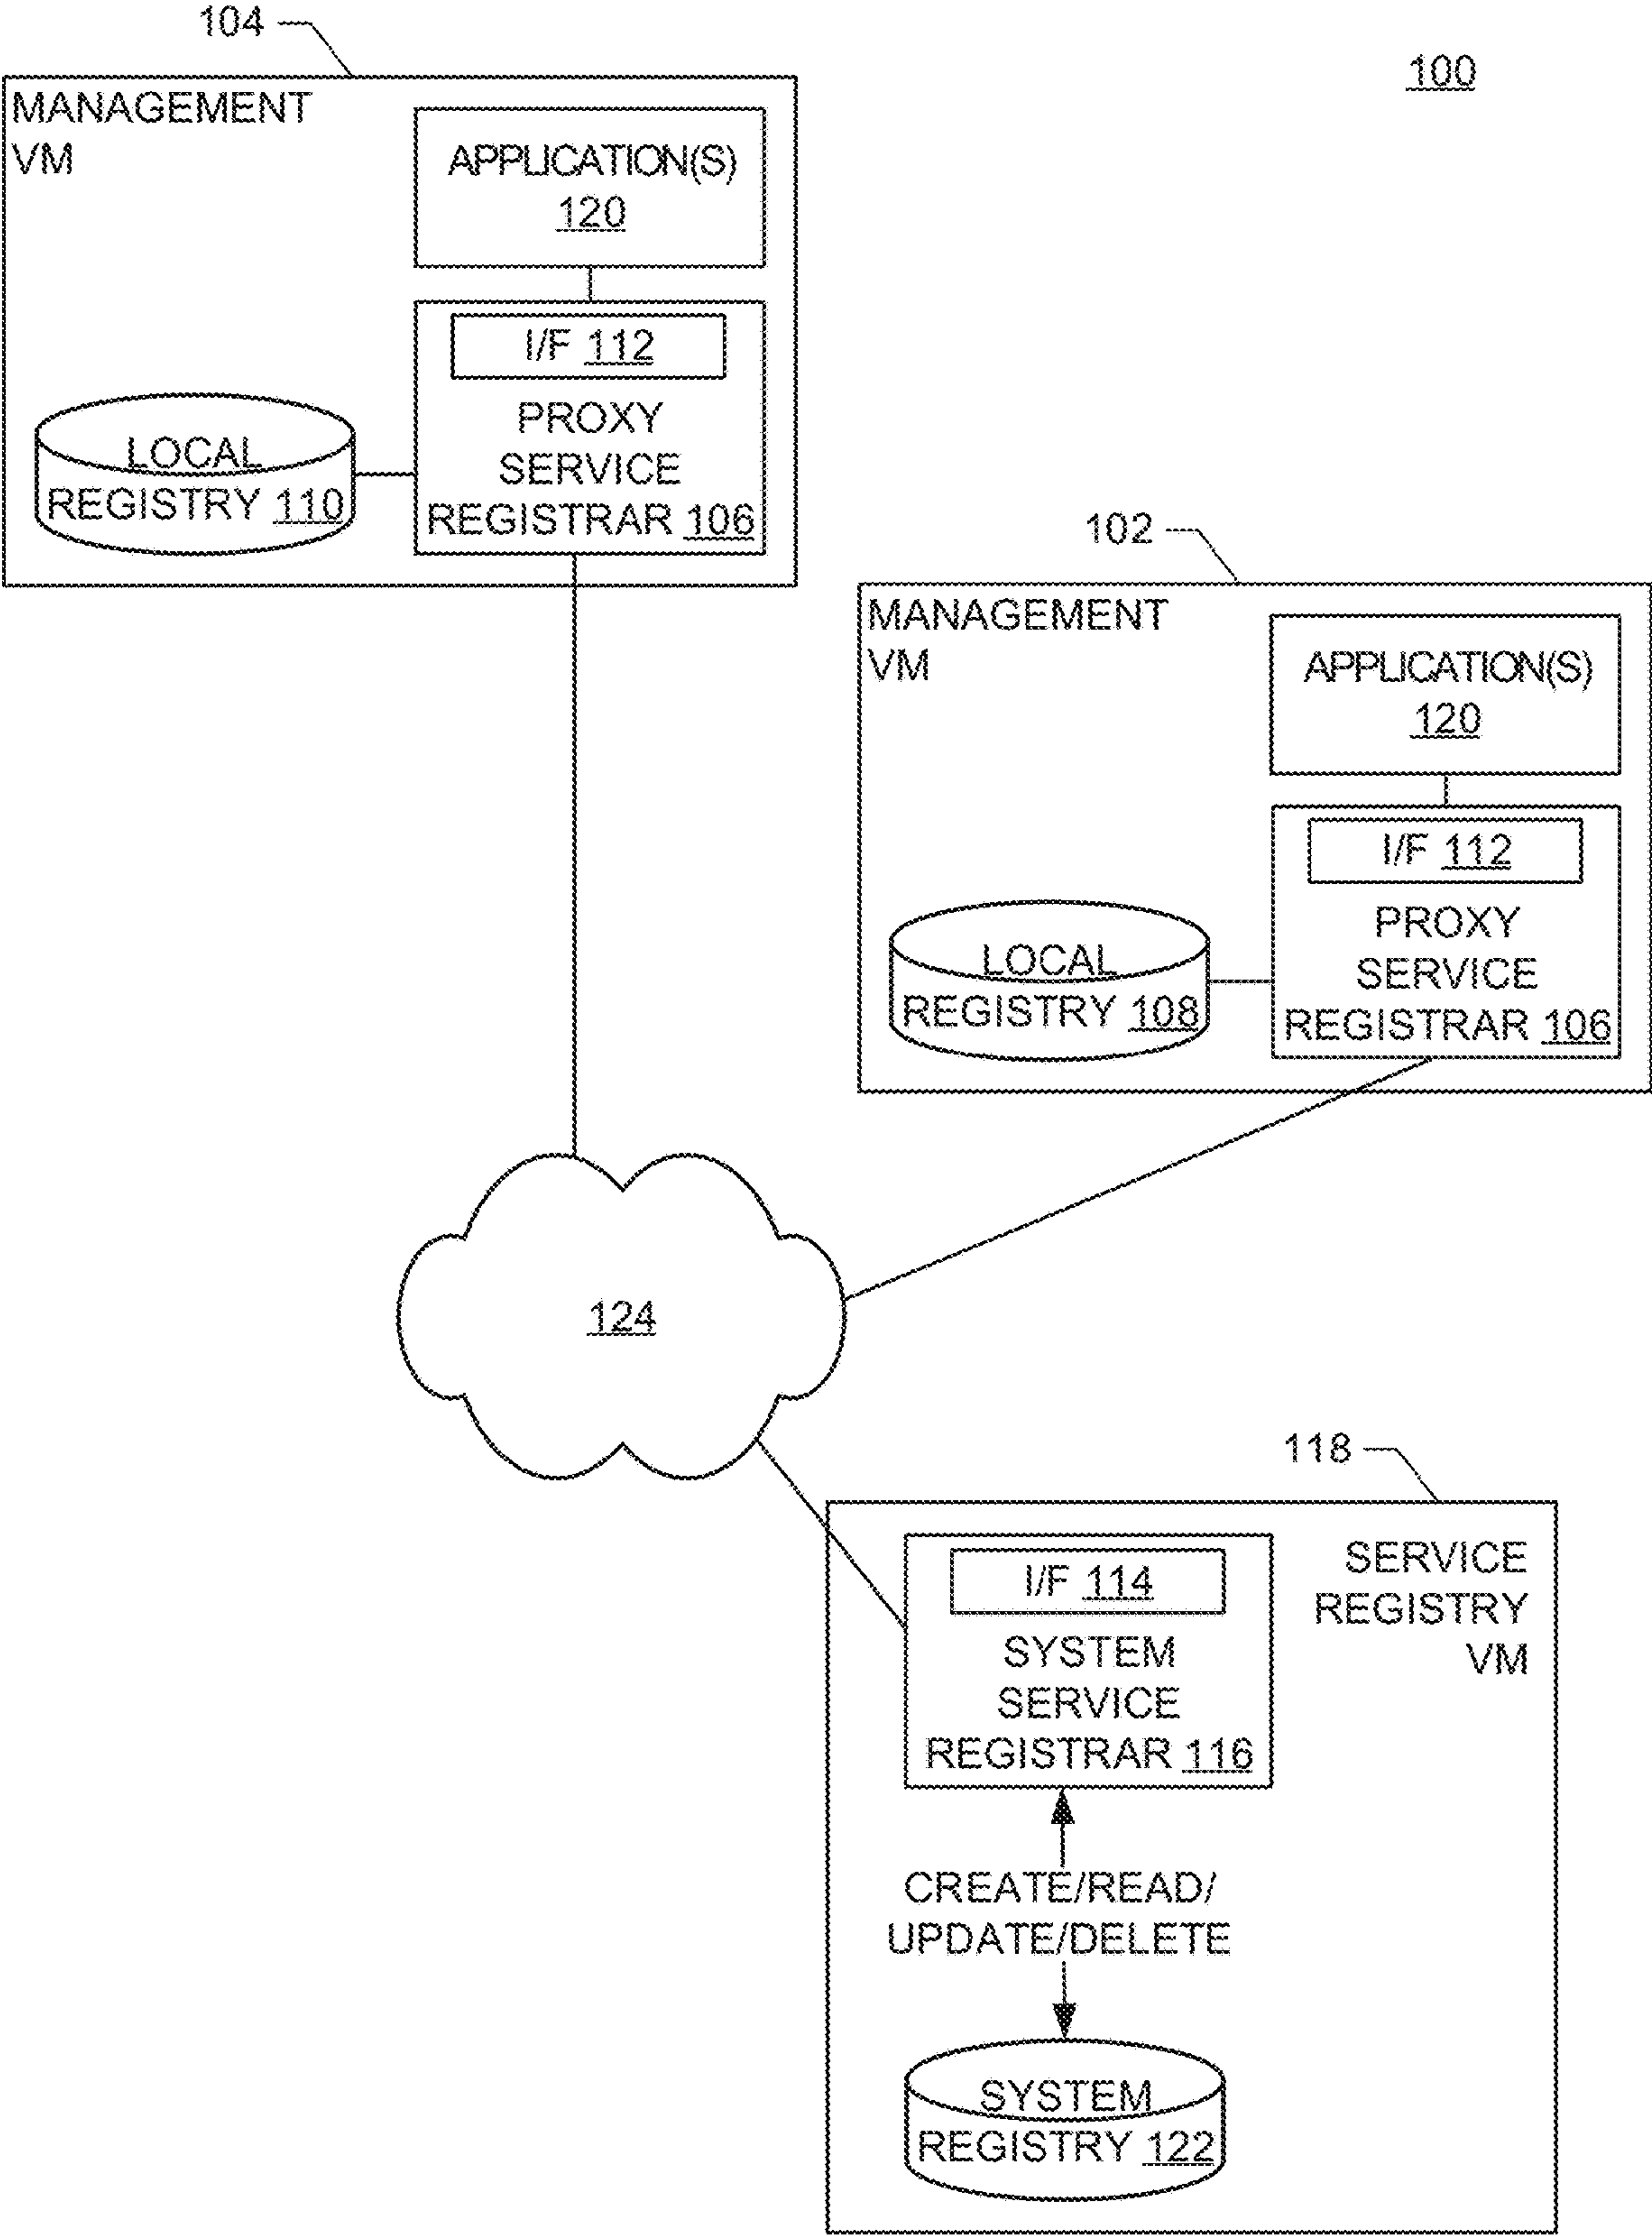 104
100
MANAGEMENT
VM
APPLICATION(S)
120
I/F 112
PROXY
SERVICE
REGISTRAR 106
LOCAL
REGISTRY 110
102
MANAGEMENT
VM
APPLICATION(S)
120
I/F 112
PROXY
SERVICE
REGISTRAR 106
LOCAL
REGISTRY 108
124
118
SERVICE
REGISTRY
VM
I/F 114
SYSTEM
SERVICE
REGISTRAR 116
CREATE/READ/
UPDATE/DELETE
SYSTEM
REGISTRY 122